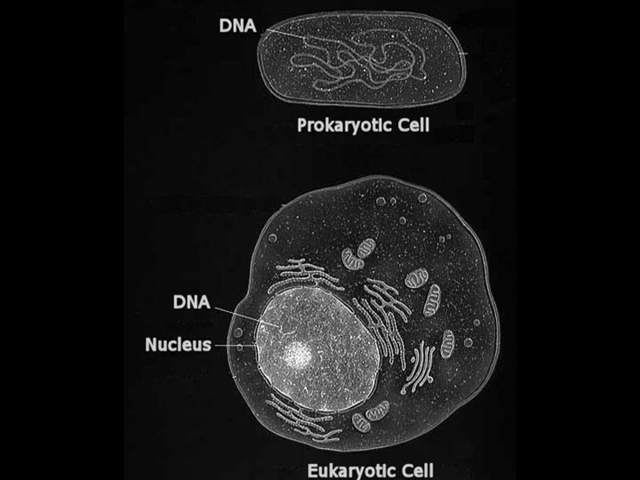 DNA
Prokaryotic Cell
DNA
Nucleus
Eukaryotic Cell